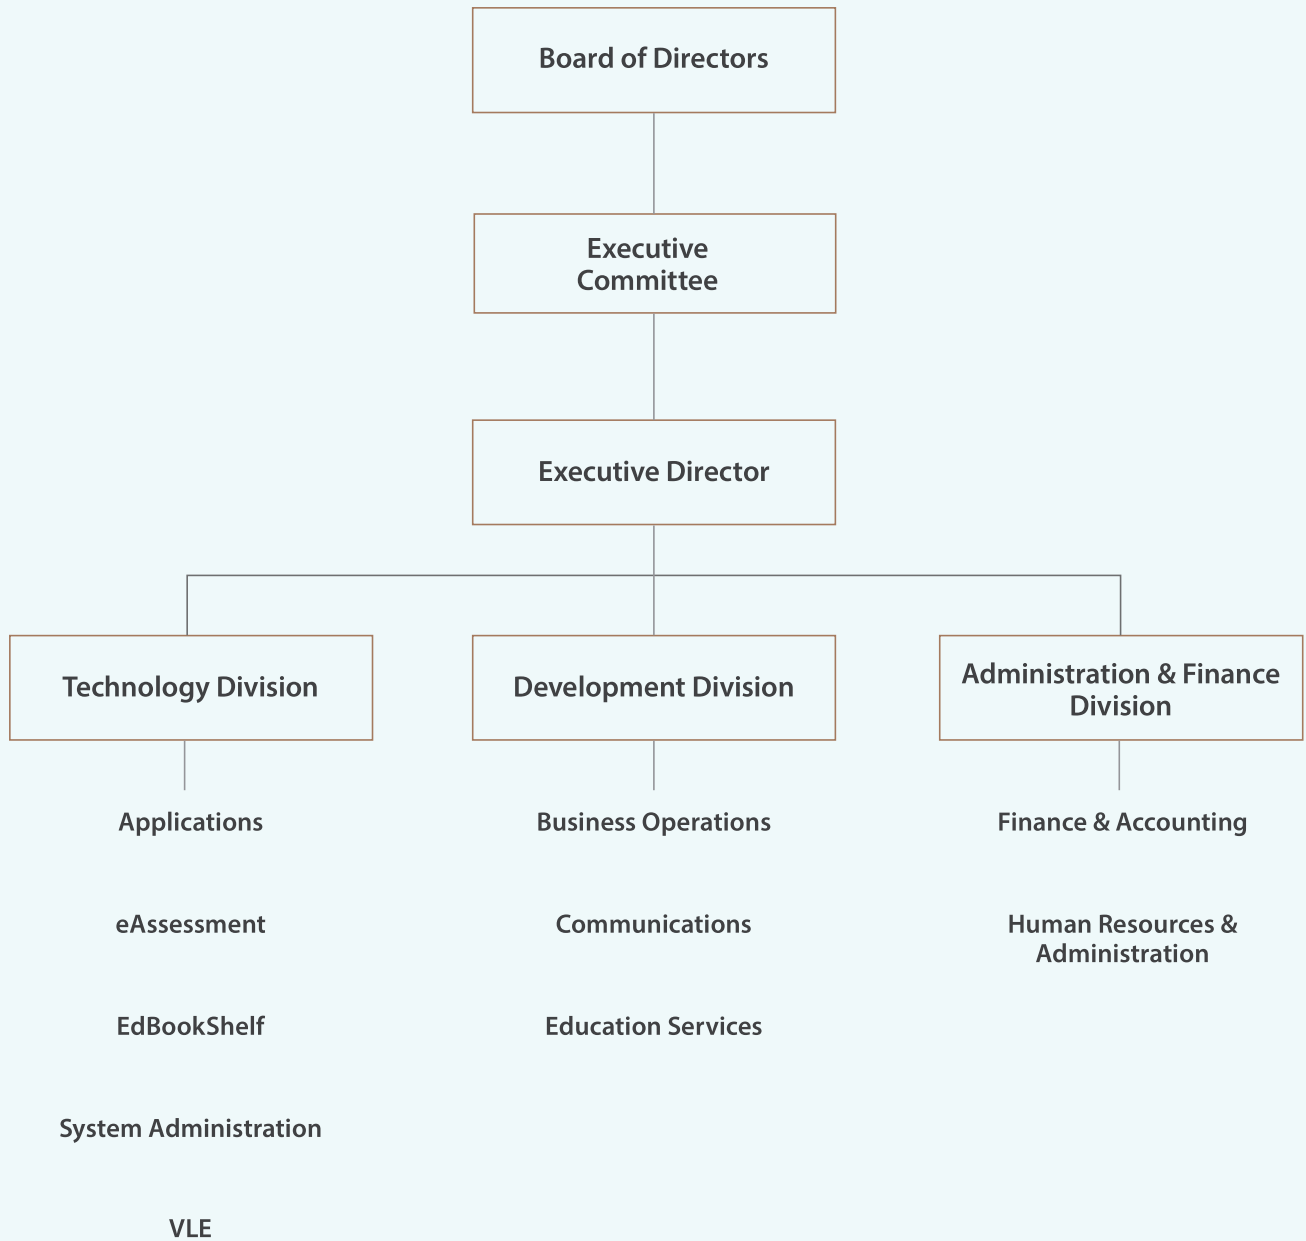 Board of Directors
Executive
Committee
Executive Director
Technology Division
Development Division
Administration & Finance
Division
Applications
Business Operations
Finance & Accounting
eAssessment
Communications
Human Resources &
Administration
EdBookShelf
Education Services
System Administration
VLE